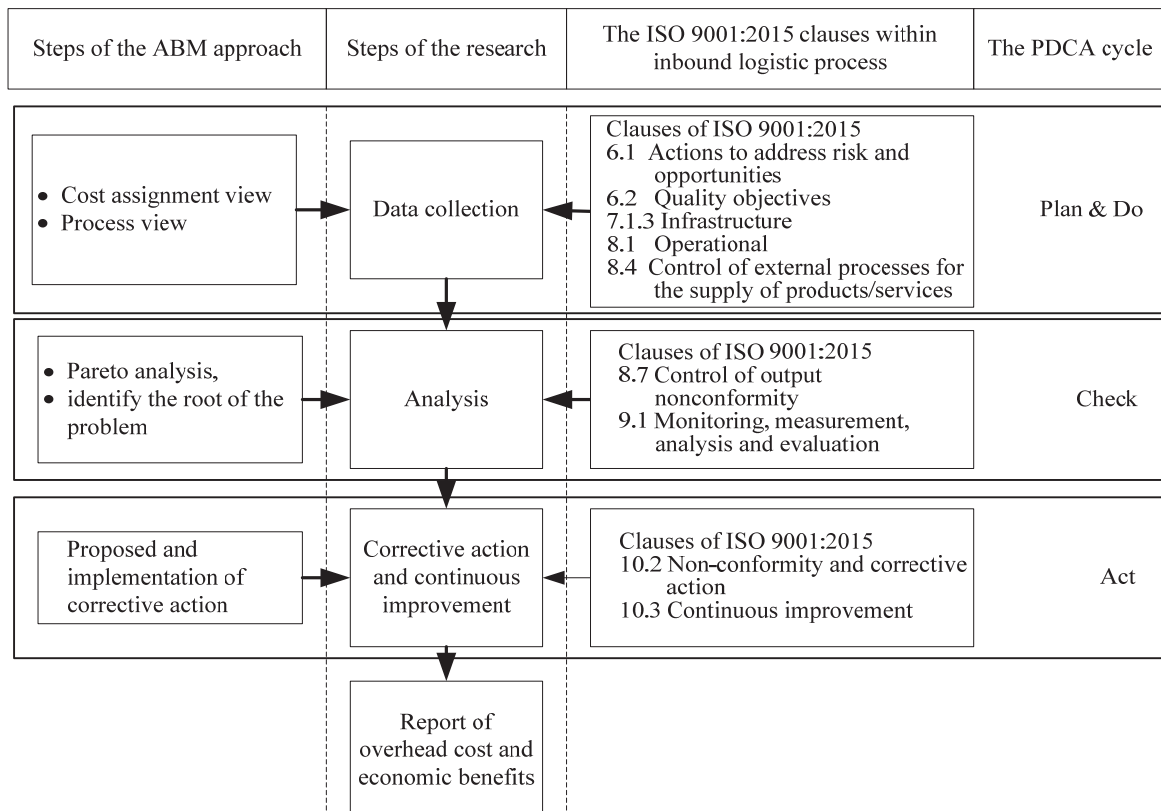 Steps of the ABM approach
Steps of the research
The ISO 9001:2015 clauses within
inbound logistic process
The PDCA cycle
• Cost assignment view
• Process view
Data collection
Clauses of ISO 9001:2015
6.1 Actions to address risk and
opportunities
6.2 Quality objectives
7.1.3 Infrastructure
8.1 Operational
8.4 Control of external processes for
the supply of products/services
Plan & Do
• Pareto analysis,
• identify the root of the
problem
Analysis
Clauses of ISO 9001:2015
8.7 Control of output
nonconformity
9.1 Monitoring, measurement,
analysis and evaluation
Check
Proposed and
implementation of
corrective action
Corrective action
and continuous
improvement
Clauses of ISO 9001:2015
10.2 Non-conformity and corrective
action
10.3 Continuous improvement
Act
Report of
overhead cost and
economic benefits